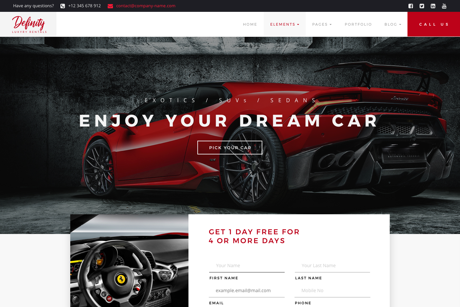 Have any questions? +12 345 678 912 contact@company-name.com
Definity
LUXURY RENTALS
HOME ELEMENTS PAGES PORTFOLIO BLOG CALL US
EXOTICS / SUVs / SEDANS
ENJOY YOUR DREAM CAR
PICK YOUR CAR
GET 1 DAY FREE FOR
4 OR MORE DAYS
Your Name Your Last Name
FIRST NAME LAST NAME
example.email@mail.com Mobile No
EMAIL PHONE